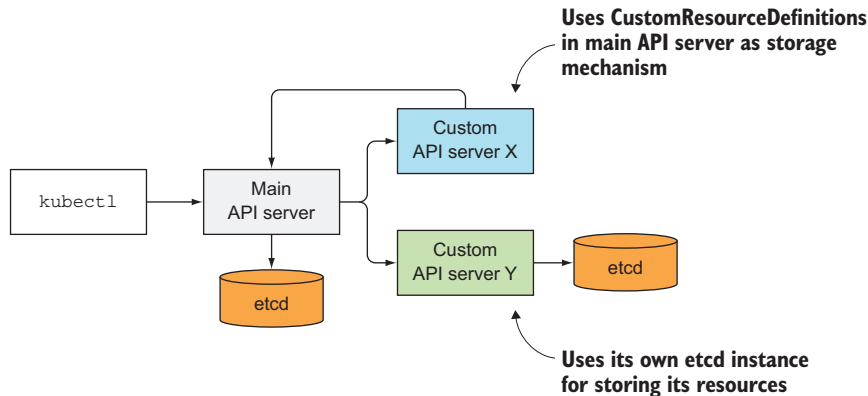 Uses CustomResourceDefinitions
in main API server as storage
mechanism
Custom
API server X
kubectl
Main
API server
Custom
API server Y
etcd
etcd
Uses its own etcd instance
for storing its resources